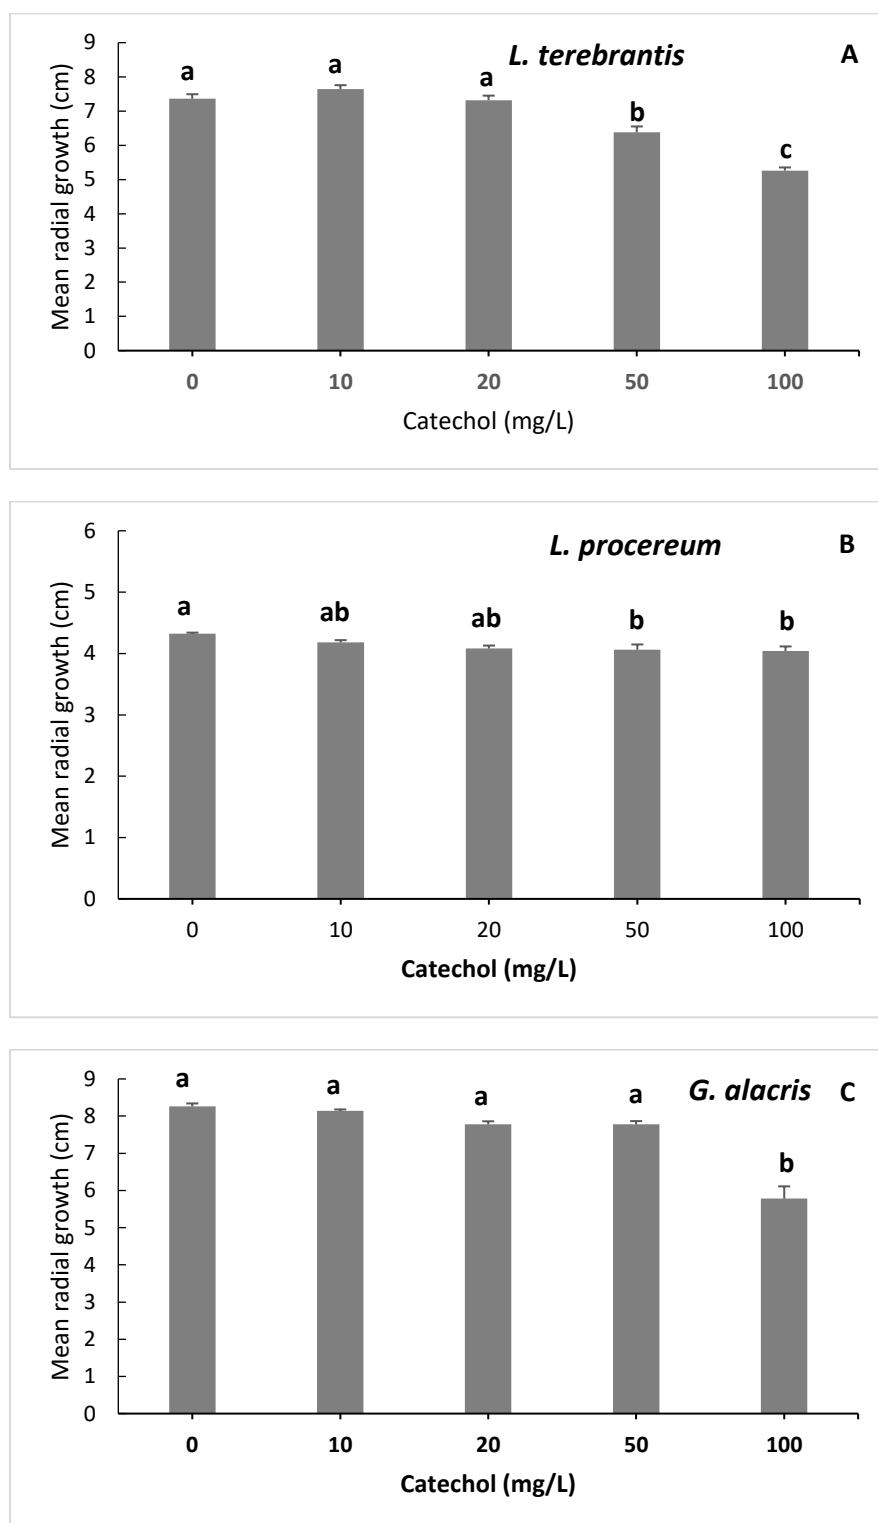 L. terebrantis
A
Mean radial growth (cm)
9
8
7
6
5
4
3
2
1
0
a
a
a
b
c
0 10 20 50 100
Catechol (mg/L)
L. procereum
B
Mean radial growth (cm)
6
5
4
3
2
1
0
a
ab
ab
b
b
0 10 20 50 100
Catechol (mg/L)
G. alacris
C
Mean radial growth (cm)
9
8
7
6
5
4
3
2
1
0
a
a
a
a
b
0 10 20 50 100
Catechol (mg/L)